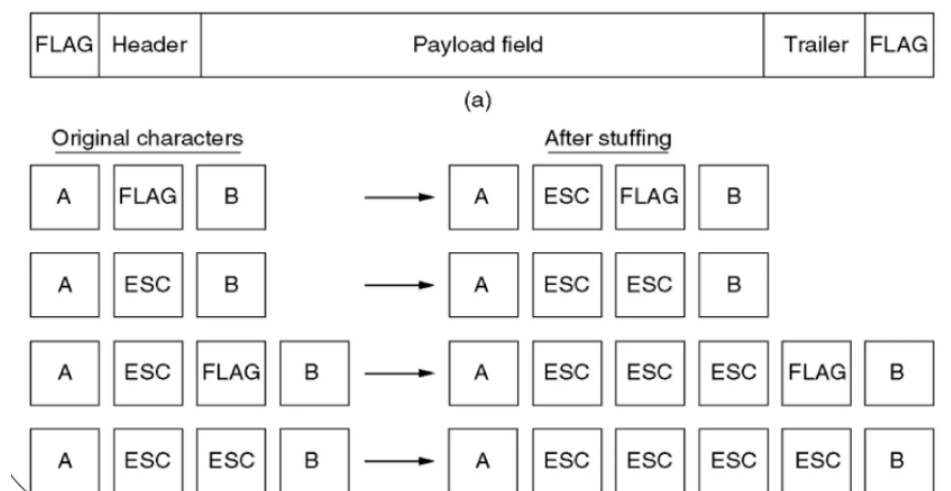 FLAG Header Payload field Trailer FLAG
(a)
Original characters After stuffing
A FLAG B A ESC FLAG B
A ESC B A ESC ESC B
A ESC FLAG B A ESC ESC ESC FLAG B
A ESC ESC B A ESC ESC ESC ESC B